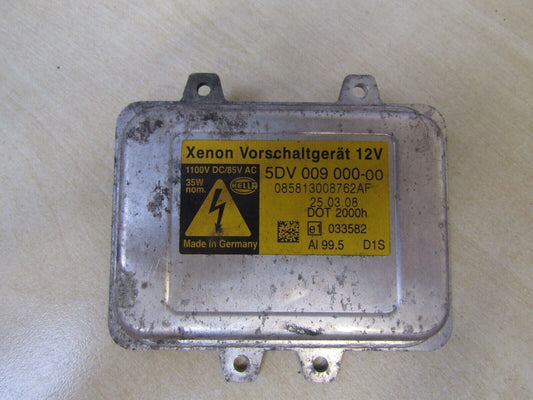 Xenon Vorschaltgerät 12V
1100V DC/85V AC
35W
nom.
HELLA
Made in Germany
5DV 009 000-00
085813008762AF
25.03.08
DOT 2000h
e1 033582
Al 99.5 D1S